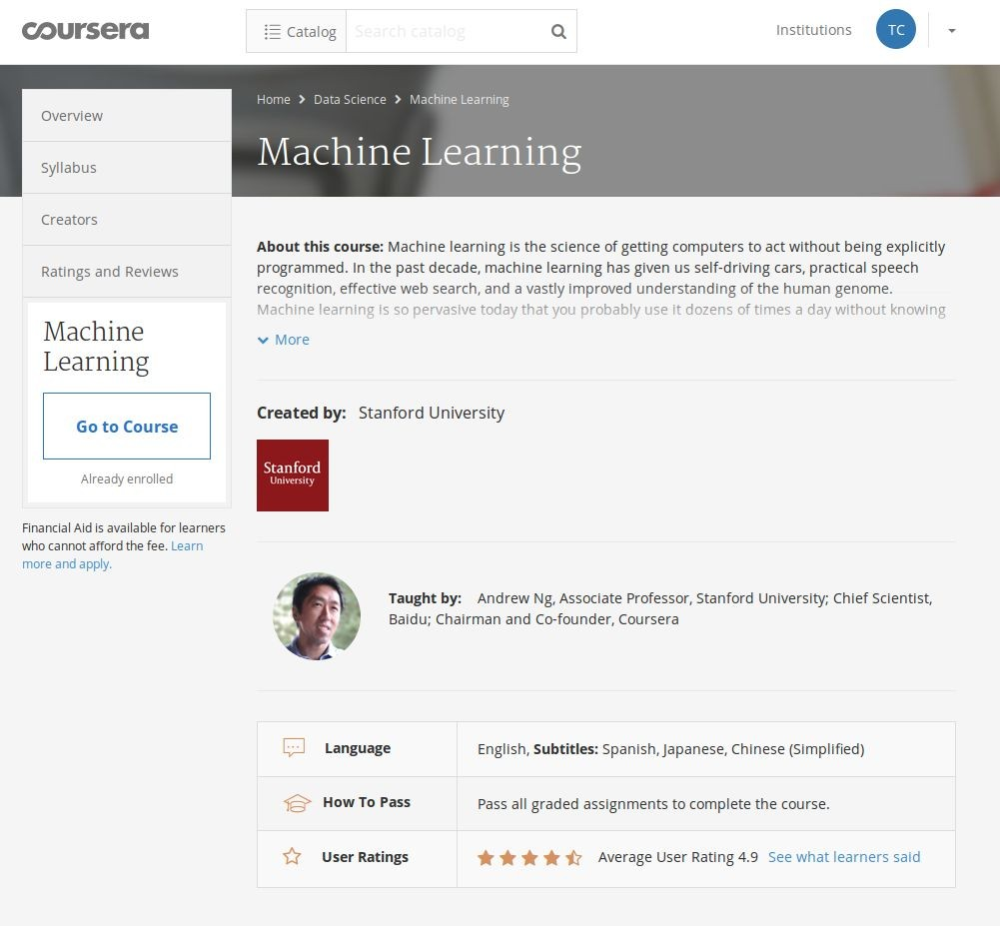 coursera
Catalog
Search catalog
Institutions
TC
Overview
Syllabus
Creators
Ratings and Reviews
Machine
Learning
Go to Course
Already enrolled
Financial Aid is available for learners
who cannot afford the fee. Learn
more and apply.
Home > Data Science > Machine Learning
Machine Learning
About this course: Machine learning is the science of getting computers to act without being explicitly
programmed. In the past decade, machine learning has given us self-driving cars, practical speech
recognition, effective web search, and a vastly improved understanding of the human genome.
Machine learning is so pervasive today that you probably use it dozens of times a day without knowing
More
Created by: Stanford University
Stanford
University
Taught by: Andrew Ng, Associate Professor, Stanford University; Chief Scientist,
Baidu; Chairman and Co-founder, Coursera
Language
English, Subtitles: Spanish, Japanese, Chinese (Simplified)
How To Pass
Pass all graded assignments to complete the course.
User Ratings
Average User Rating 4.9 See what learners said